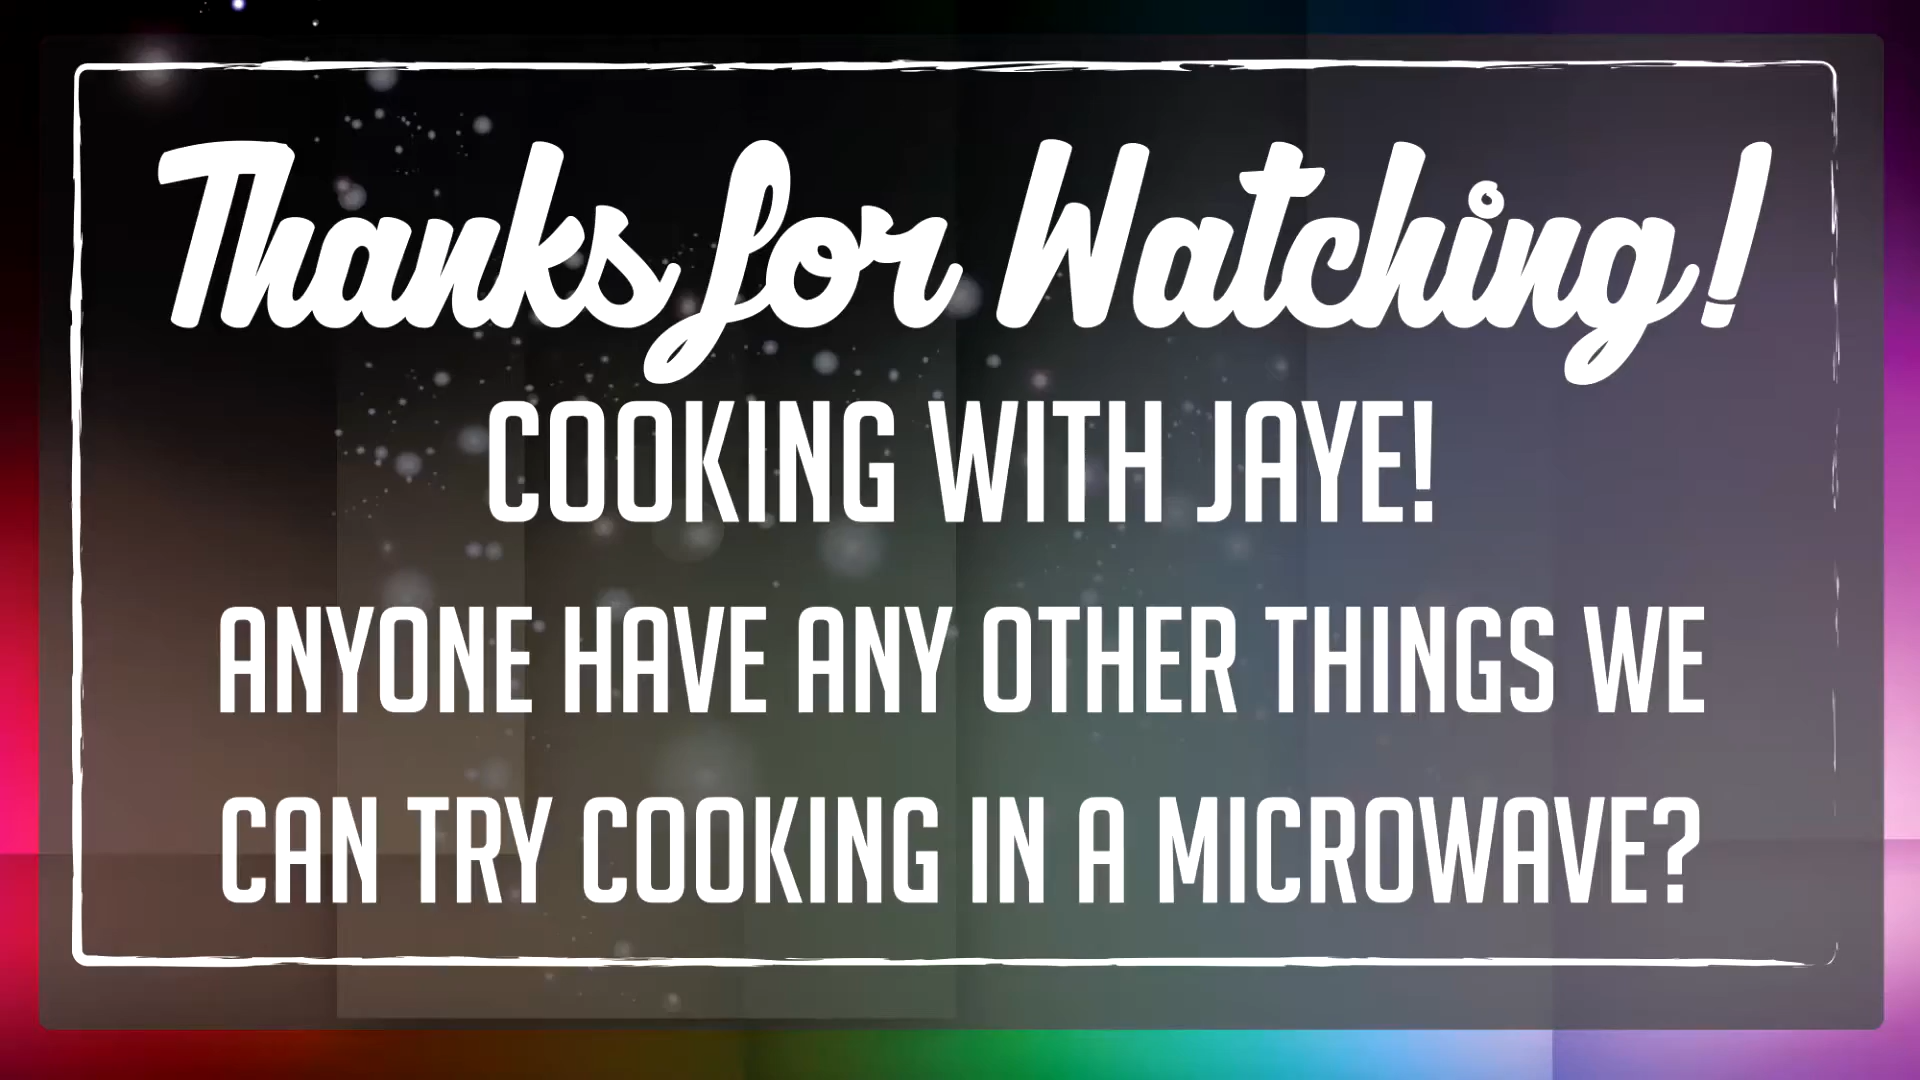 Thanks for Watching!
COOKING WITH JAYE!
ANYONE HAVE ANY OTHER THINGS WE
CAN TRY COOKING IN A MICROWAVE?